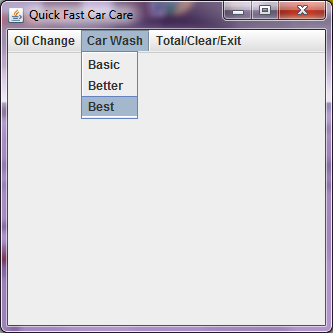 Quick Fast Car Care
Oil Change Car Wash Total/Clear/Exit
Basic
Better
Best